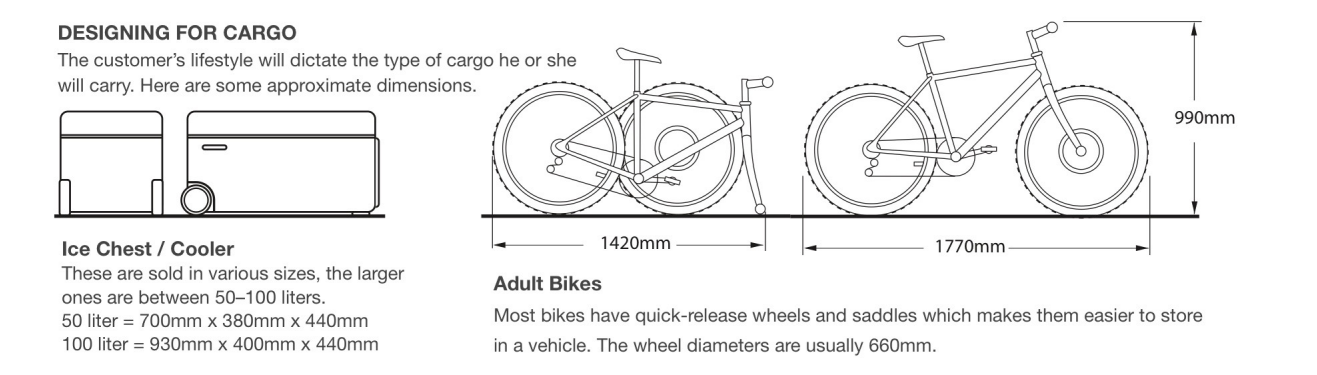 DESIGNING FOR CARGO
The customer’s lifestyle will dictate the type of cargo he or she
will carry. Here are some approximate dimensions.
990mm
1420mm
1770mm
Ice Chest / Cooler
These are sold in various sizes, the larger
ones are between 50–100 liters.
50 liter = 700mm x 380mm x 440mm
100 liter = 930mm x 400mm x 440mm
Adult Bikes
Most bikes have quick-release wheels and saddles which makes them easier to store
in a vehicle. The wheel diameters are usually 660mm.